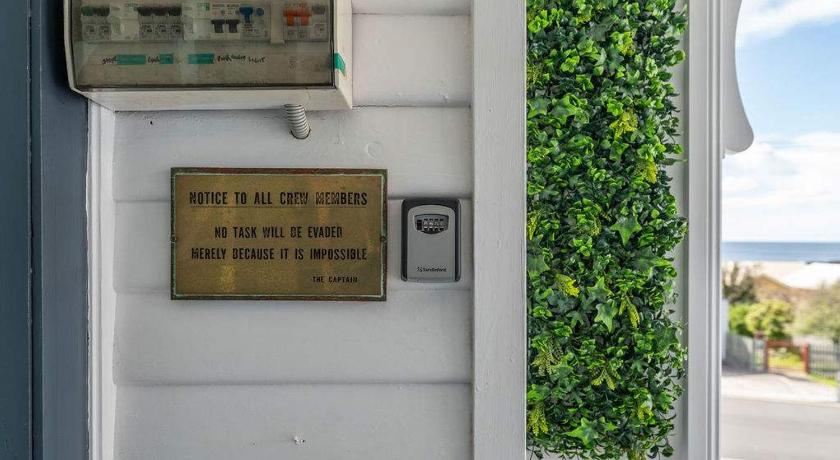 NOTICE TO ALL CREW MEMBERS
NO TASK WILL BE EVADED
MERELY BECAUSE IT IS IMPOSSIBLE
THE CAPTAIN